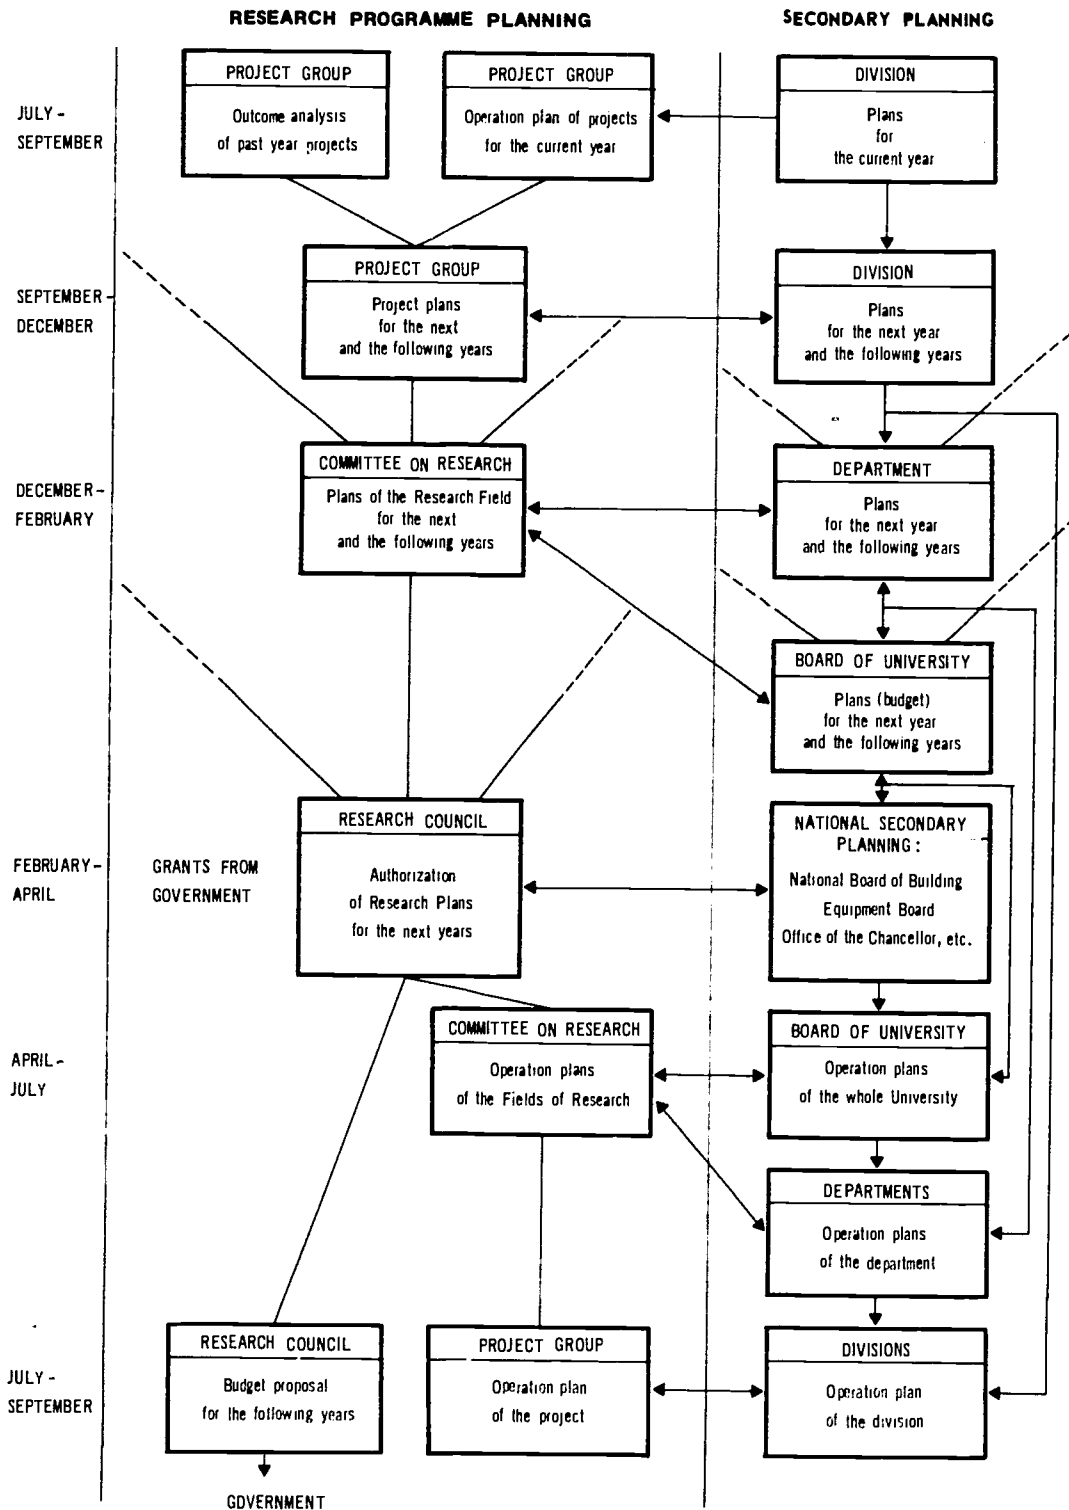 RESEARCH PROGRAMME PLANNING
SECONDARY PLANNING
JULY -
SEPTEMBER
PROJECT GROUP
Outcome analysis
of past year projects
PROJECT GROUP
Operation plan of projects
for the current year
DIVISION
Plans
for
the current year
SEPTEMBER -
DECEMBER
PROJECT GROUP
Project plans
for the next
and the following years
DIVISION
Plans
for the next year
and the following years
DECEMBER -
FEBRUARY
COMMITTEE ON RESEARCH
Plans of the Research Field
for the next
and the following years
DEPARTMENT
Plans
for the next year
and the following years
BOARD OF UNIVERSITY
Plans (budget)
for the next year
and the following years
FEBRUARY -
APRIL
GRANTS FROM
GOVERNMENT
RESEARCH COUNCIL
Authorization
of Research Plans
for the next years
NATIONAL SECONDARY
PLANNING :
National Board of Building
Equipment Board
Office of the Chancellor, etc.
APRIL -
JULY
COMMITTEE ON RESEARCH
Operation plans
of the Fields of Research
BOARD OF UNIVERSITY
Operation plans
of the whole University
DEPARTMENTS
Operation plans
of the department
JULY -
SEPTEMBER
RESEARCH COUNCIL
Budget proposal
for the following years
PROJECT GROUP
Operation plan
of the project
DIVISIONS
Operation plan
of the division
GOVERNMENT